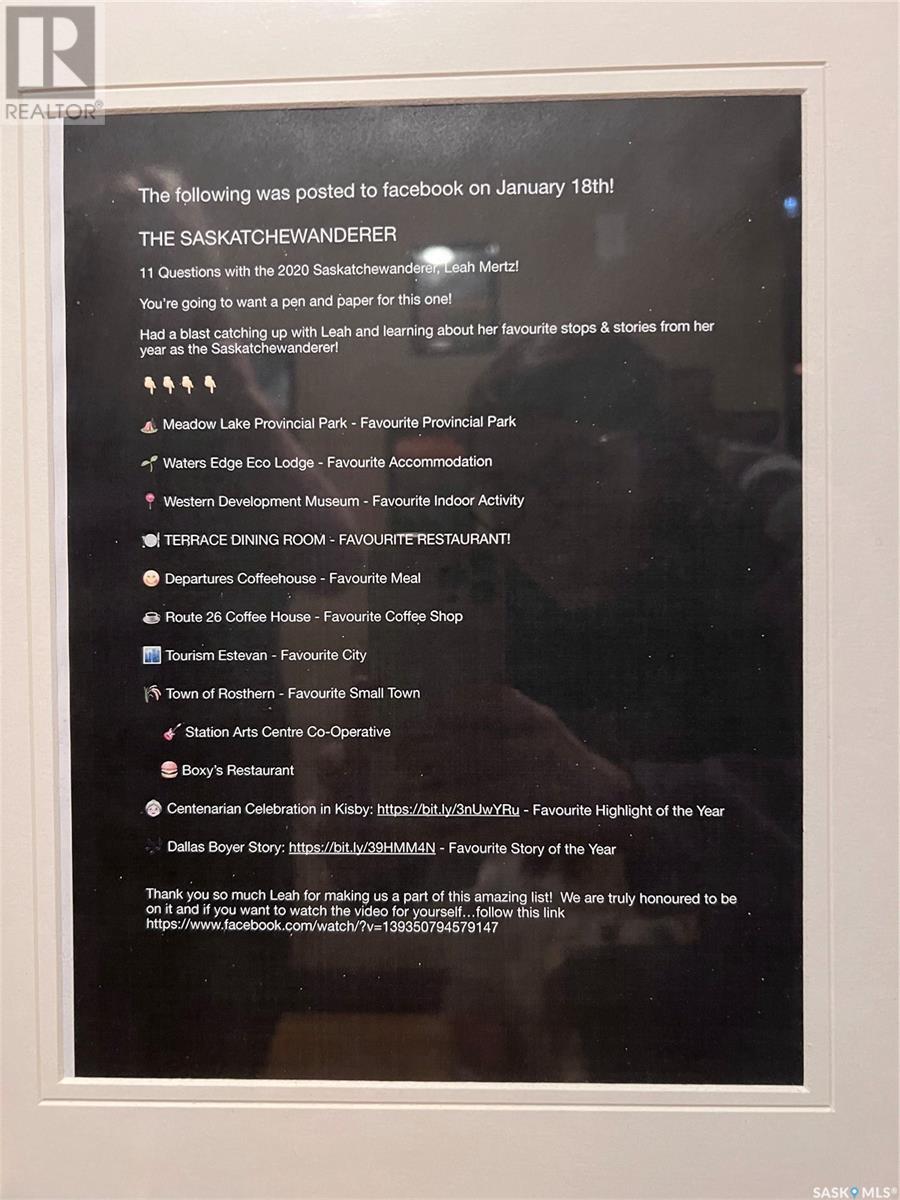 REALTOR®
The following was posted to facebook on January 18th!
THE SASKATCHEWANDERER
11 Questions with the 2020 Saskatchewanderer, Leah Mertz!
You're going to want a pen and paper for this one!
Had a blast catching up with Leah and learning about her favourite stops & stories from her
year as the Saskatchewanderer!
👇🏻👇🏻👇🏻👇🏻
🏕 Meadow Lake Provincial Park - Favourite Provincial Park
🌱 Waters Edge Eco Lodge - Favourite Accommodation
📍 Western Development Museum - Favourite Indoor Activity
🍽 TERRACE DINING ROOM - FAVOURITE RESTAURANT!
😋 Departures Coffeehouse - Favourite Meal
☕ Route 26 Coffee House - Favourite Coffee Shop
🏙 Tourism Estevan - Favourite City
🌾 Town of Rosthern - Favourite Small Town
🎸 Station Arts Centre Co-Operative
🍔 Boxy's Restaurant
👵🏻 Centenarian Celebration in Kisby: https://bit.ly/3nUwYRu - Favourite Highlight of the Year
Dallas Boyer Story: https://bit.ly/39HMM4N - Favourite Story of the Year
Thank you so much Leah for making us a part of this amazing list!  We are truly honoured to be
on it and if you want to watch the video for yourself...follow this link
https://www.facebook.com/watch/?v=139350794579147
SASKMLS®